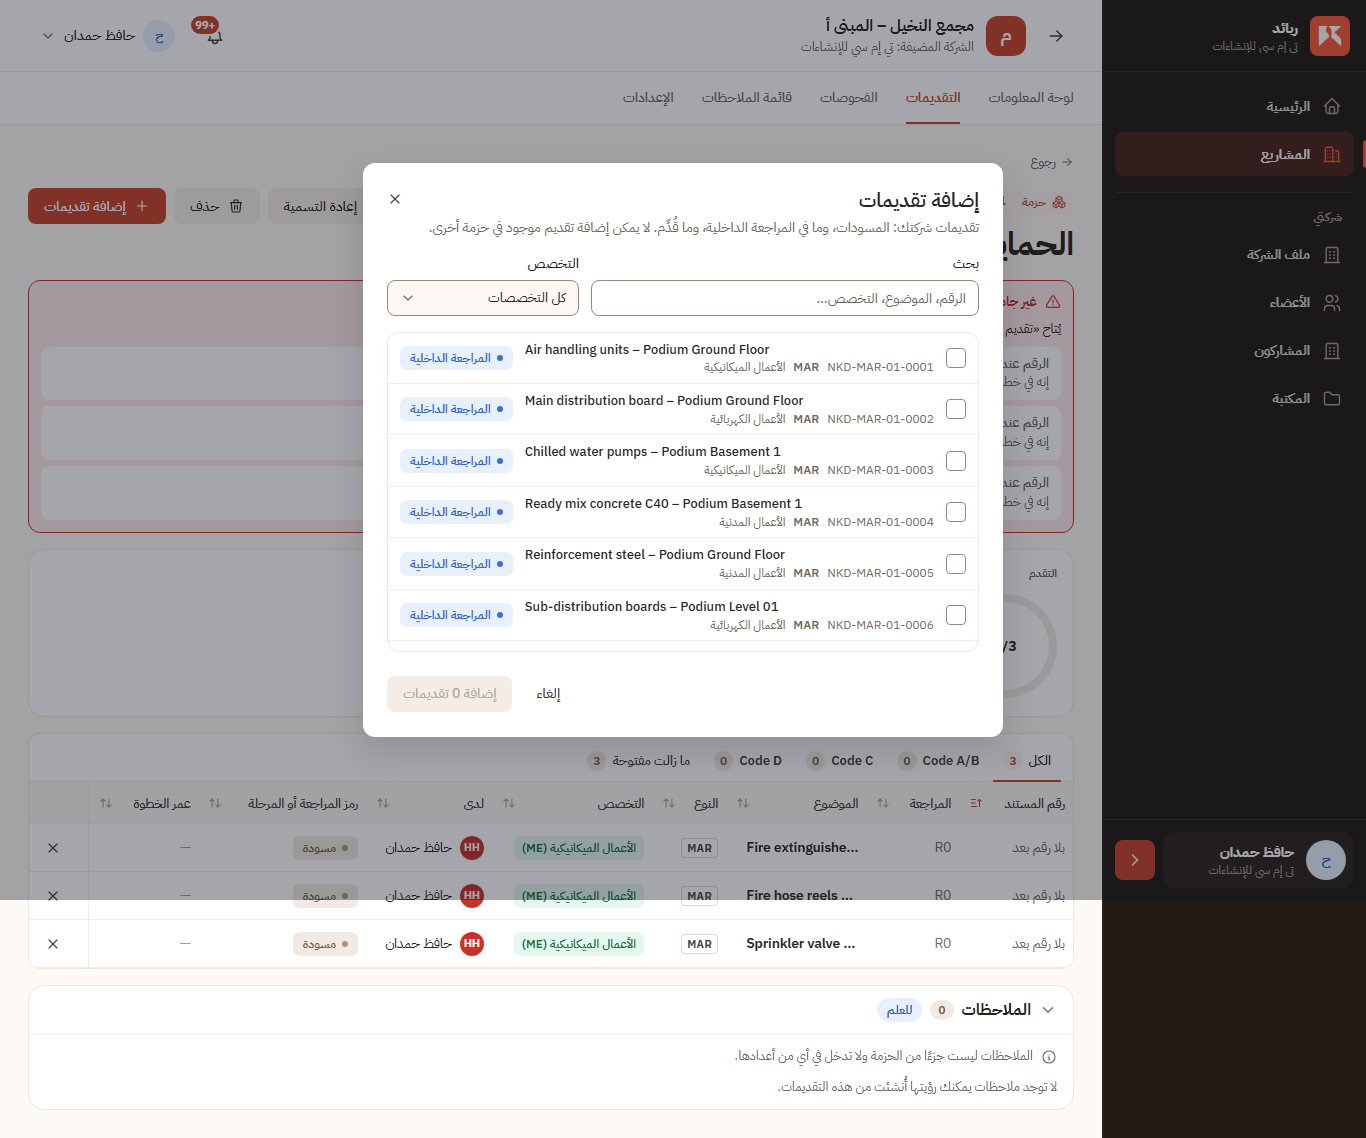 ربائد
تي إم سي للإنشاءات
الرئيسية
المشاريع
شركتي
ملف الشركة
الأعضاء
المشاركون
المكتبة
حافظ حمدان
تي إم سي للإنشاءات
ح
م
مجمع النخيل – المبنى أ
الشركة المضيفة: تي إم سي للإنشاءات
99+
ح
حافظ حمدان
لوحة المعلومات
التقديمات
الفحوصات
قائمة الملاحظات
الإعدادات
رجوع
حزمة
إعادة التسمية
حذف
إضافة تقديمات
يُتاح «تقديم
الرقم
الرقم
الرقم
التقدم
/3
إضافة تقديمات
تقديمات شركتك: المسودات، وما في المراجعة الداخلية، وما قُدِّم. لا يمكن إضافة تقديم موجود في حزمة أخرى.
بحث
الرقم، الموضوع، التخصص...
التخصص
كل التخصصات
Air handling units – Podium Ground Floor
NKD-MAR-01-0001 MAR الأعمال الميكانيكية
المراجعة الداخلية
Main distribution board – Podium Ground Floor
NKD-MAR-01-0002 MAR الأعمال الكهربائية
المراجعة الداخلية
Chilled water pumps – Podium Basement 1
NKD-MAR-01-0003 MAR الأعمال الميكانيكية
المراجعة الداخلية
Ready mix concrete C40 – Podium Basement 1
NKD-MAR-01-0004 MAR الأعمال المدنية
المراجعة الداخلية
Reinforcement steel – Podium Ground Floor
NKD-MAR-01-0005 MAR الأعمال المدنية
المراجعة الداخلية
Sub-distribution boards – Podium Level 01
NKD-MAR-01-0006 MAR الأعمال الكهربائية
المراجعة الداخلية
إلغاء
إضافة 0 تقديمات
الكل 3 Code A/B 0 Code C 0 Code D 0 ما زالت مفتوحة 3
رقم المستند المراجعة الموضوع النوع التخصص لدى رمز المراجعة أو المرحلة عمر الخطوة
بلا رقم بعد R0 Fire extinguishe... MAR الأعمال الميكانيكية (ME) HH حافظ حمدان مسودة —
بلا رقم بعد R0 Fire hose reels ... MAR الأعمال الميكانيكية (ME) HH حافظ حمدان مسودة —
بلا رقم بعد R0 Sprinkler valve ... MAR الأعمال الميكانيكية (ME) HH حافظ حمدان مسودة —
الملاحظات 0 للعلم
الملاحظات ليست جزءًا من الحزمة ولا تدخل في أي من أعدادها.
لا توجد ملاحظات يمكنك رؤيتها أُنشئت من هذه التقديمات.